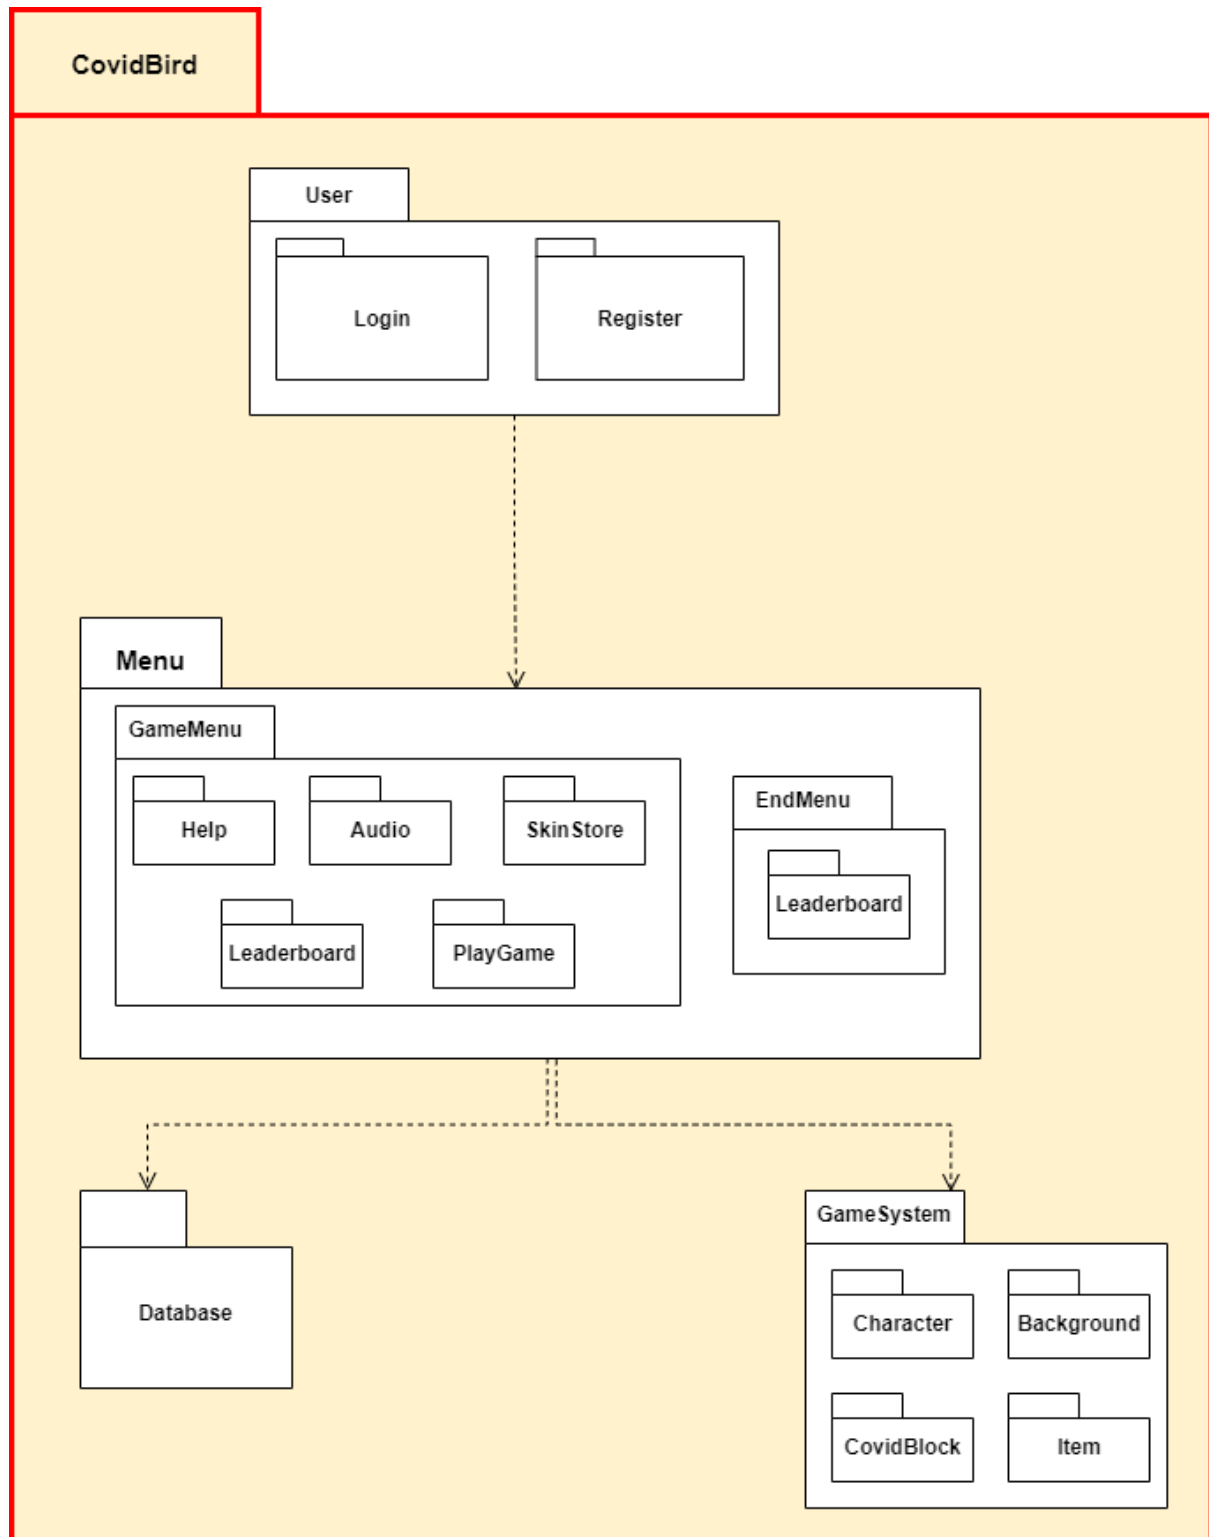 CovidBird
User
Login
Register
Menu
GameMenu
Help
Audio
SkinStore
Leaderboard
PlayGame
EndMenu
Leaderboard
Database
GameSystem
Character
Background
CovidBlock
Item